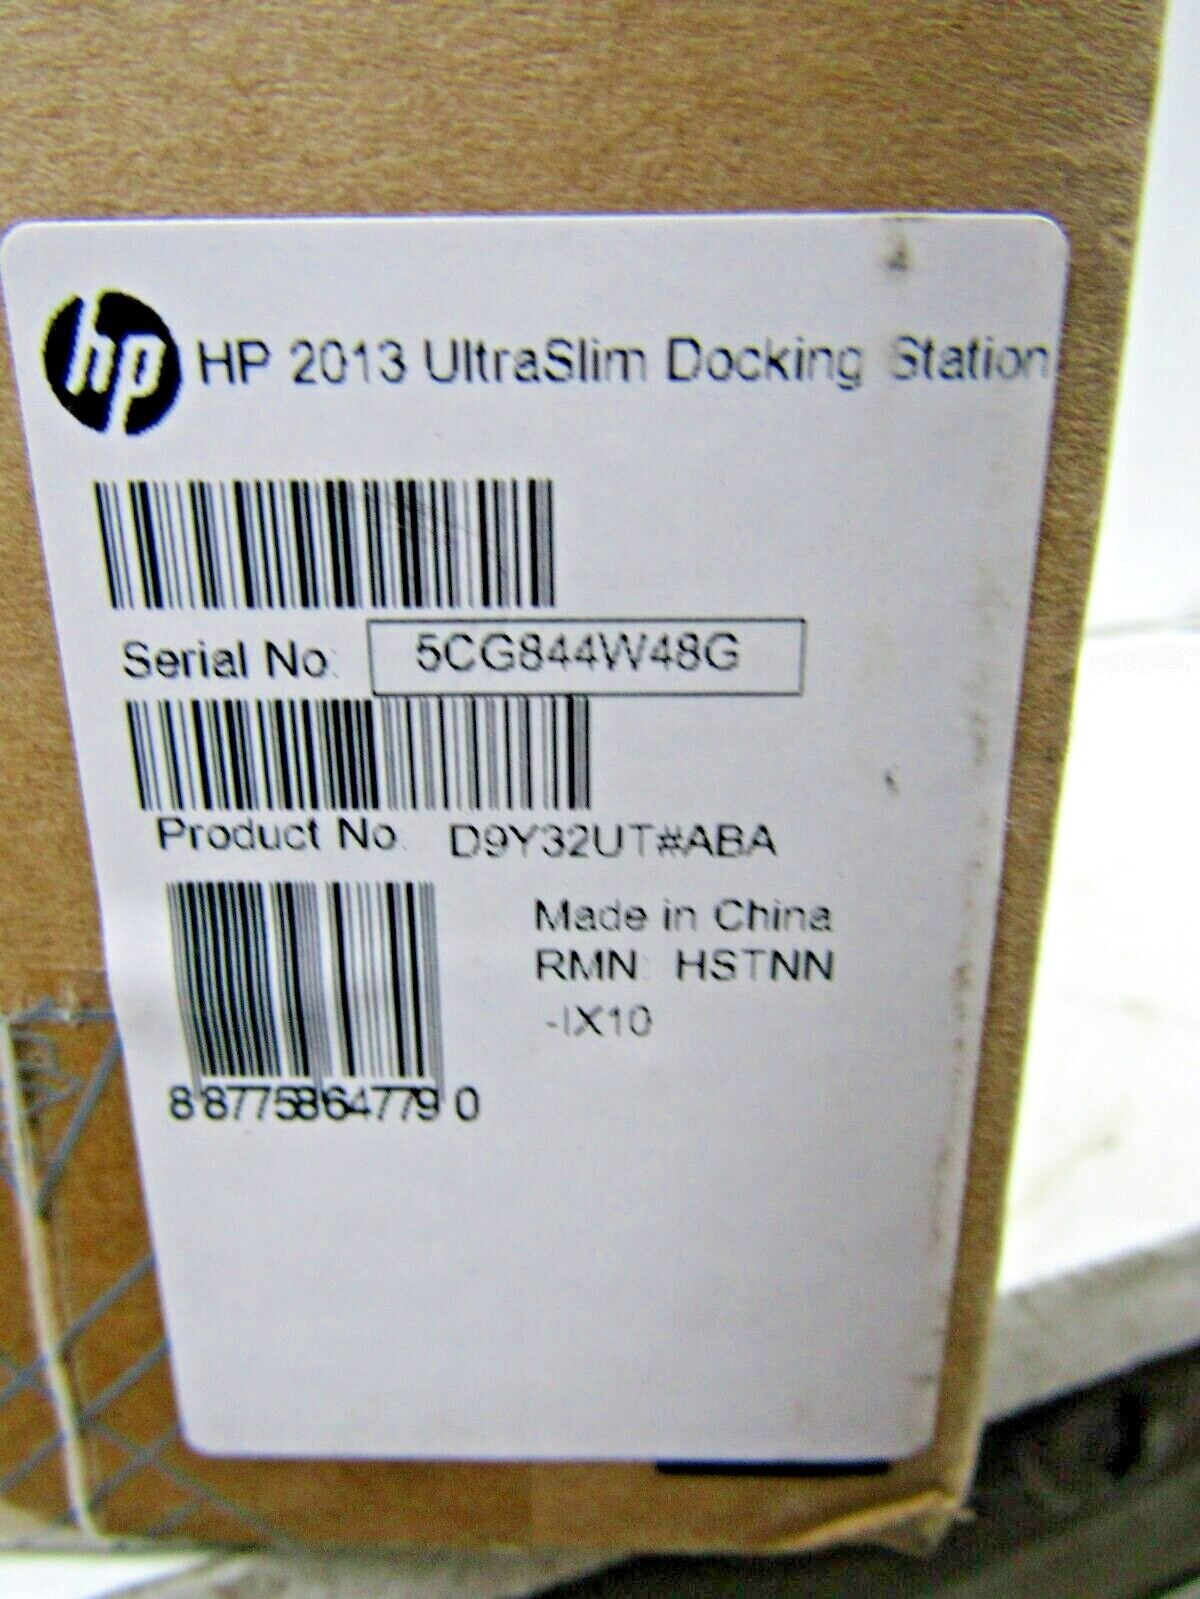 hp HP 2013 UltraSlim Docking Station
Serial No: 5CG844W48G
Product No. D9Y32UT#ABA
Made in China
RMN: HSTNN
-IX10
8 87758 64779 0